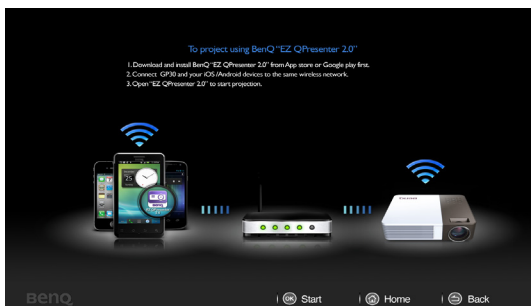 To project using BenQ “EZ QPresenter 2.0”
1. Download and install BenQ “EZ QPresenter 2.0” from App store or Google play first.
2. Connect GP30 and your iOS /Android devices to the same wireless network.
3. Open “EZ QPresenter 2.0” to start projection.
BenQ
OK Start
Home
Back